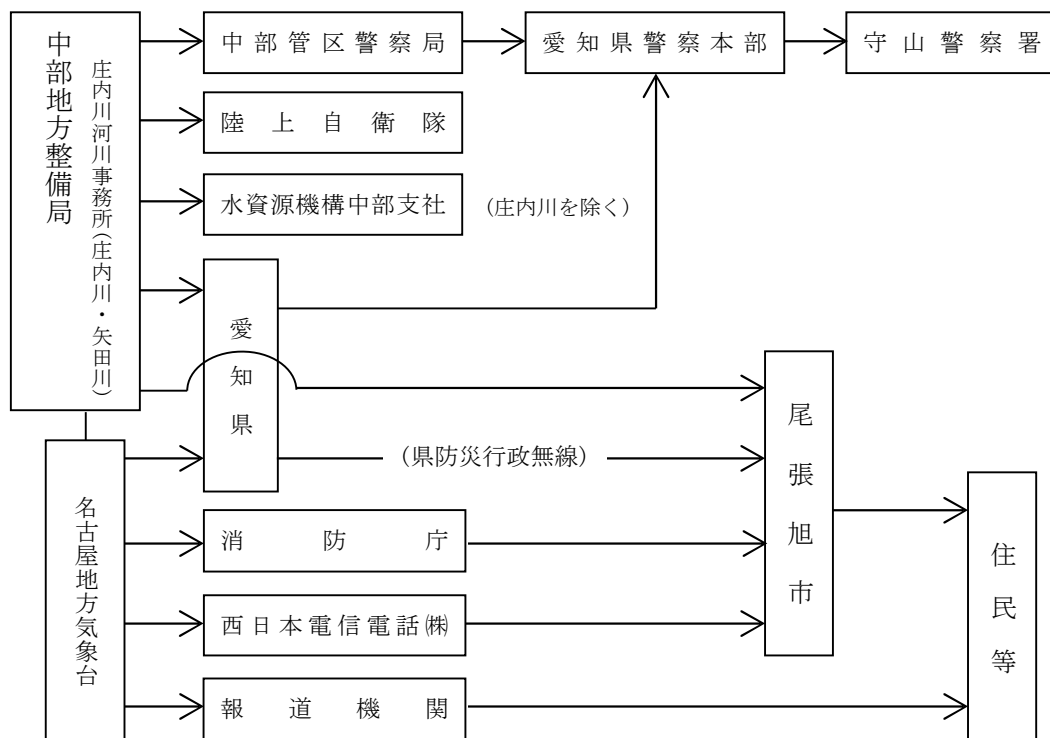 中部地方整備局
庄内川河川事務所(庄内川・矢田川)
中部管区警察局
愛知県警察本部
守山警察署
陸上自衛隊
水資源機構中部支社
(庄内川を除く)
愛知県
(県防災行政無線)
尾張旭市
名古屋地方気象台
消防庁
西日本電信電話㈱
報道機関
住民等